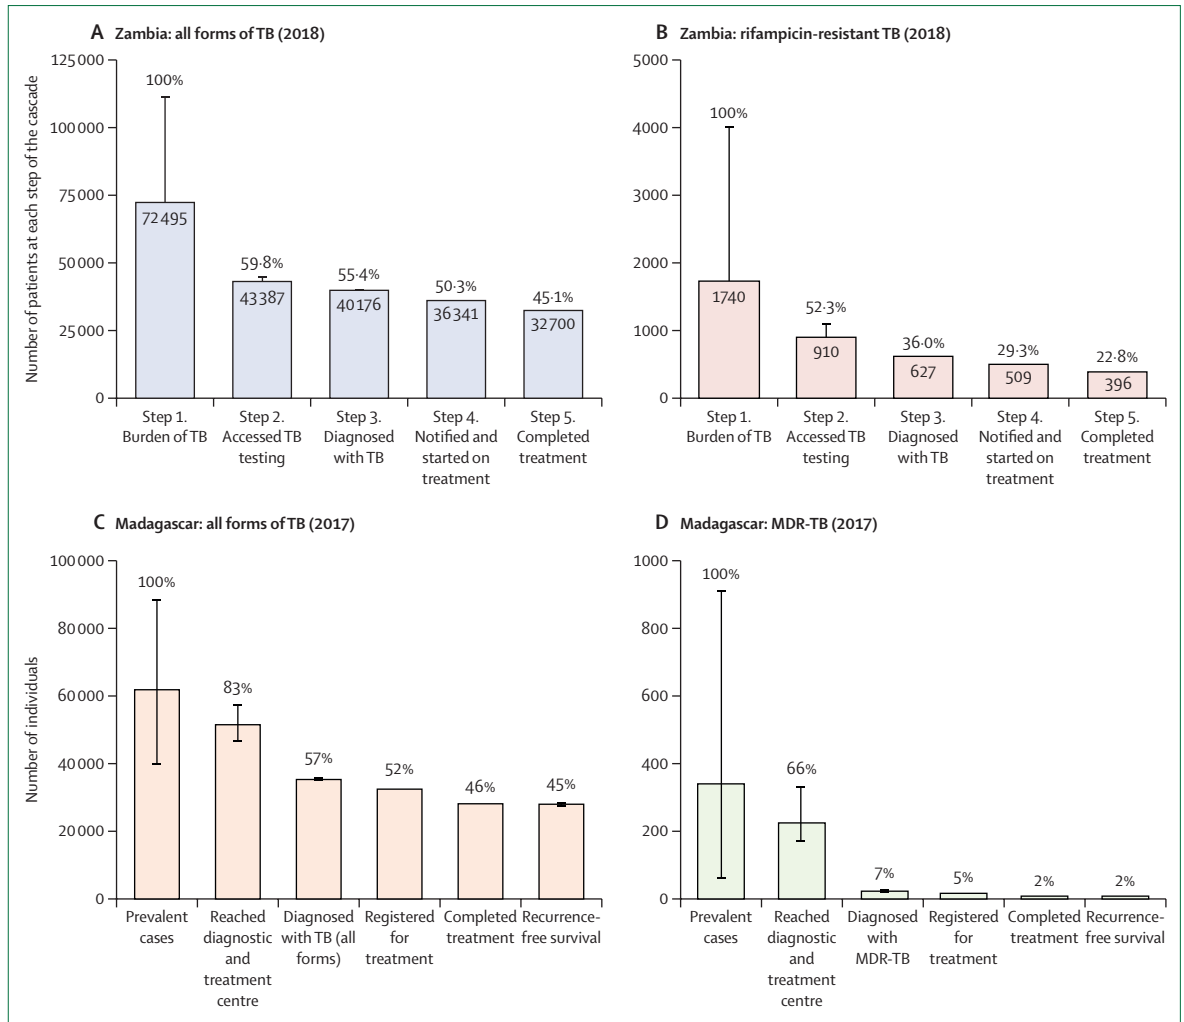 A Zambia: all forms of TB (2018)
Number of patients at each step of the cascade
125 000
100 000
75 000
50 000
25 000
0
100%
72 495
59·8%
43 387
55·4%
40 176
50·3%
36 341
45·1%
32 700
Step 1.
Burden of TB
Step 2.
Accessed TB
testing
Step 3.
Diagnosed
with TB
Step 4.
Notified and
started on
treatment
Step 5.
Completed
treatment
B Zambia: rifampicin-resistant TB (2018)
5000
4000
3000
2000
1000
0
100%
1740
52·3%
910
36·0%
627
29·3%
509
22·8%
396
Step 1.
Burden of TB
Step 2.
Accessed TB
testing
Step 3.
Diagnosed
with TB
Step 4.
Notified and
started on
treatment
Step 5.
Completed
treatment
C Madagascar: all forms of TB (2017)
Number of individuals
100 000
80 000
60 000
40 000
20 000
0
100%
83%
57%
52%
46%
45%
Prevalent
cases
Reached
diagnostic
and
treatment
centre
Diagnosed
with TB (all
forms)
Registered
for
treatment
Completed
treatment
Recurrence-
free survival
D Madagascar: MDR-TB (2017)
1000
800
600
400
200
0
100%
66%
7%
5%
2%
2%
Prevalent
cases
Reached
diagnostic
and
treatment
centre
Diagnosed
with
MDR-TB
Registered
for
treatment
Completed
treatment
Recurrence-
free survival